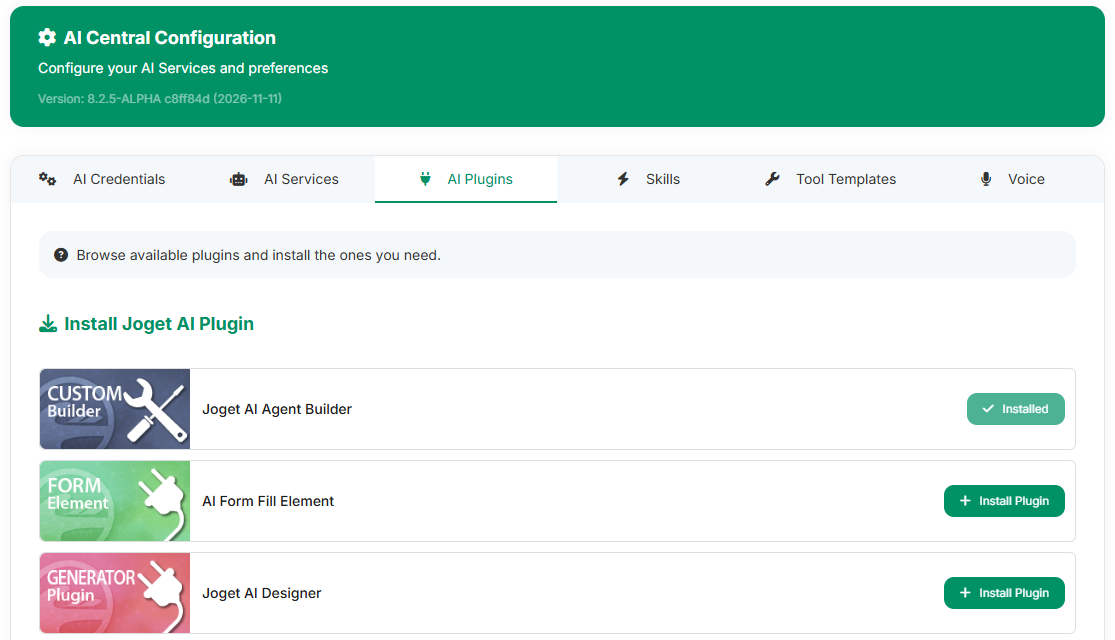 AI Central Configuration
Configure your AI Services and preferences
Version: 8.2.5-ALPHA c8ff84d (2026-11-11)
AI Credentials
AI Services
AI Plugins
Skills
Tool Templates
Voice
Browse available plugins and install the ones you need.
Install Joget AI Plugin
CUSTOM
Builder
Joget AI Agent Builder
Installed
FORM
Element
AI Form Fill Element
Install Plugin
GENERATOR
Plugin
Joget AI Designer
Install Plugin